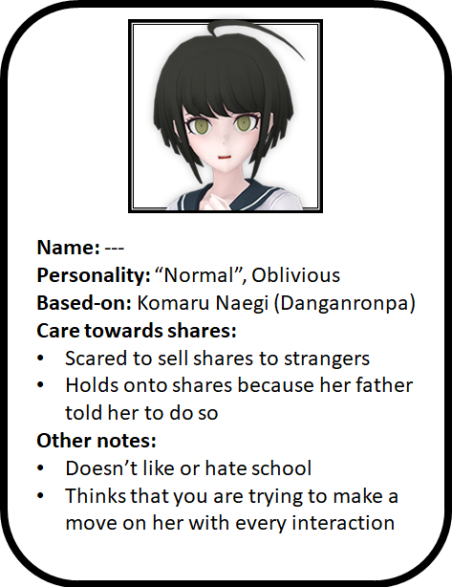 Name: ---
Personality: “Normal”, Oblivious
Based-on: Komaru Naegi (Danganronpa)
Care towards shares:
• Scared to sell shares to strangers
• Holds onto shares because her father
told her to do so
Other notes:
• Doesn’t like or hate school
• Thinks that you are trying to make a
move on her with every interaction